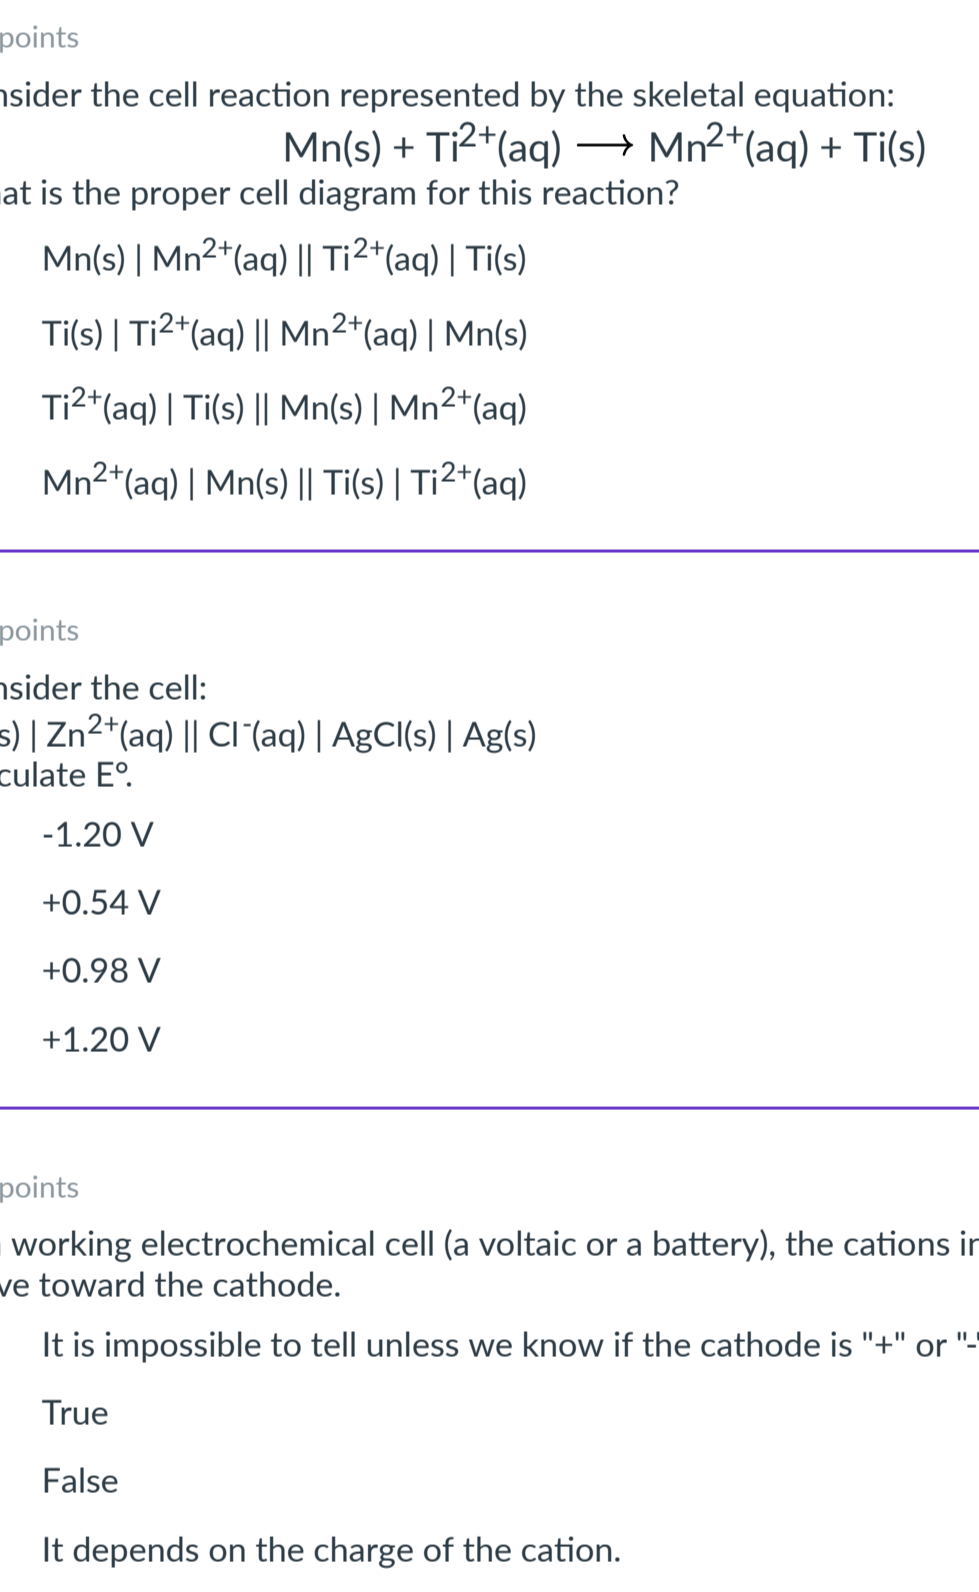 points
nsider the cell reaction represented by the skeletal equation:
Mn(s) + Ti²⁺(aq) ⟶ Mn²⁺(aq) + Ti(s)
at is the proper cell diagram for this reaction?
Mn(s) | Mn²⁺(aq) || Ti²⁺(aq) | Ti(s)
Ti(s) | Ti²⁺(aq) || Mn²⁺(aq) | Mn(s)
Ti²⁺(aq) | Ti(s) || Mn(s) | Mn²⁺(aq)
Mn²⁺(aq) | Mn(s) || Ti(s) | Ti²⁺(aq)
points
nsider the cell:
s) | Zn²⁺(aq) || Cl⁻(aq) | AgCl(s) | Ag(s)
culate Eº.
-1.20 V
+0.54 V
+0.98 V
+1.20 V
points
working electrochemical cell (a voltaic or a battery), the cations in
ve toward the cathode.
It is impossible to tell unless we know if the cathode is "+" or "-"
True
False
It depends on the charge of the cation.